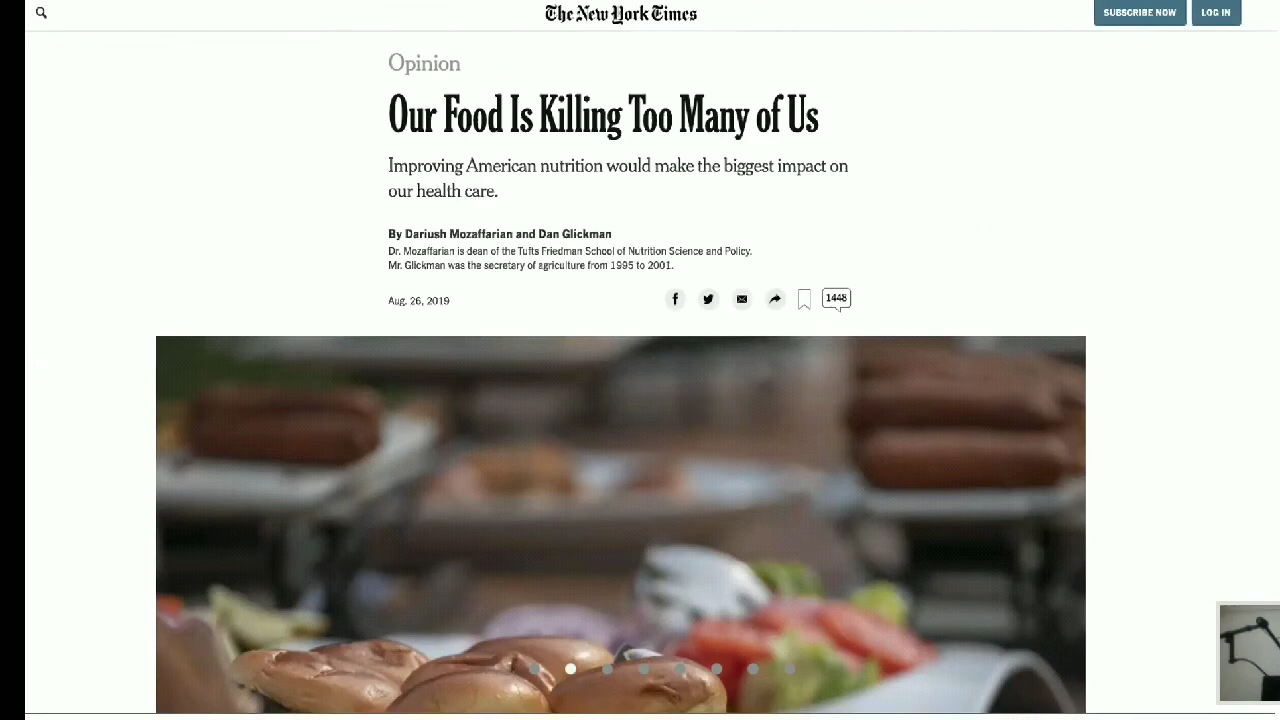 The New York Times
SUBSCRIBE NOW
LOG IN
Opinion
Our Food Is Killing Too Many of Us
Improving American nutrition would make the biggest impact on
our health care.
By Dariush Mozaffarian and Dan Glickman
Dr. Mozaffarian is dean of the Tufts Friedman School of Nutrition Science and Policy.
Mr. Glickman was the secretary of agriculture from 1995 to 2001.
Aug. 26, 2019
1448